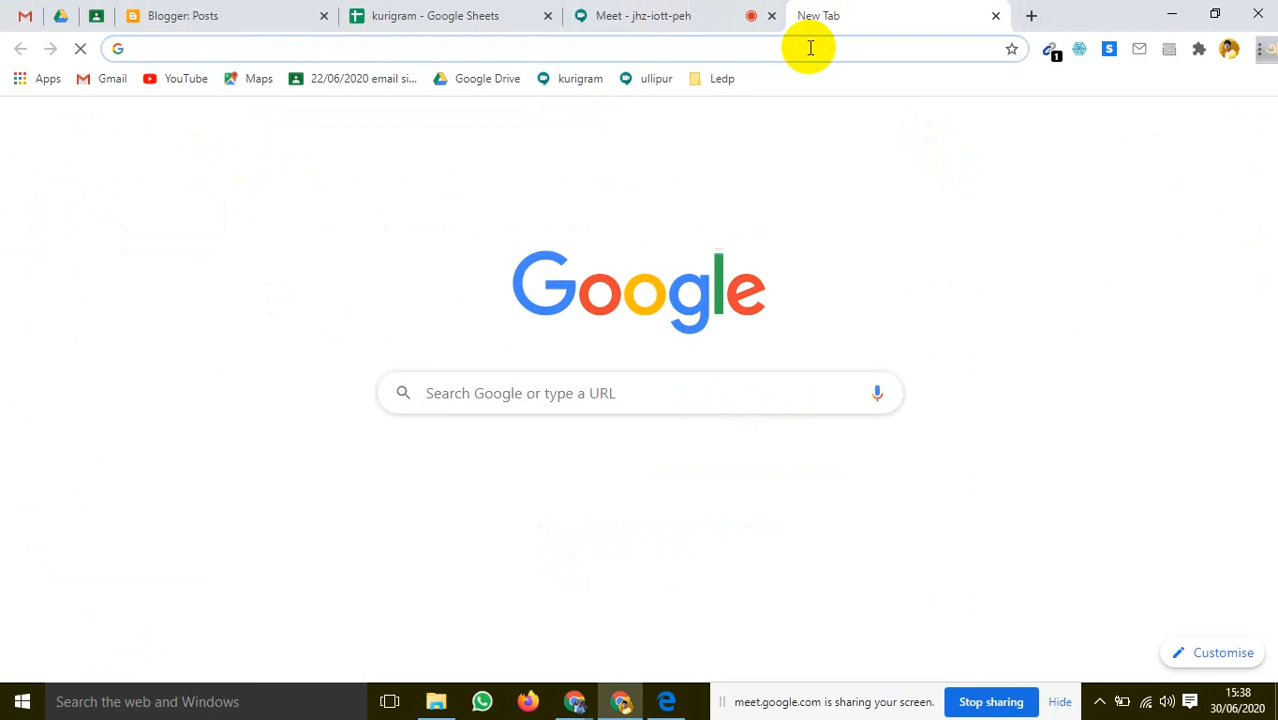 Blogger: Posts
kurigram - Google Sheets
Meet - jhz-iott-peh
New Tab
1
S
Apps
Gmail
YouTube
Maps
22/06/2020 email si...
Google Drive
kurigram
ullipur
Ledp
Google
Search Google or type a URL
Customise
Search the web and Windows
meet.google.com is sharing your screen.
Stop sharing
Hide
15:38
30/06/2020